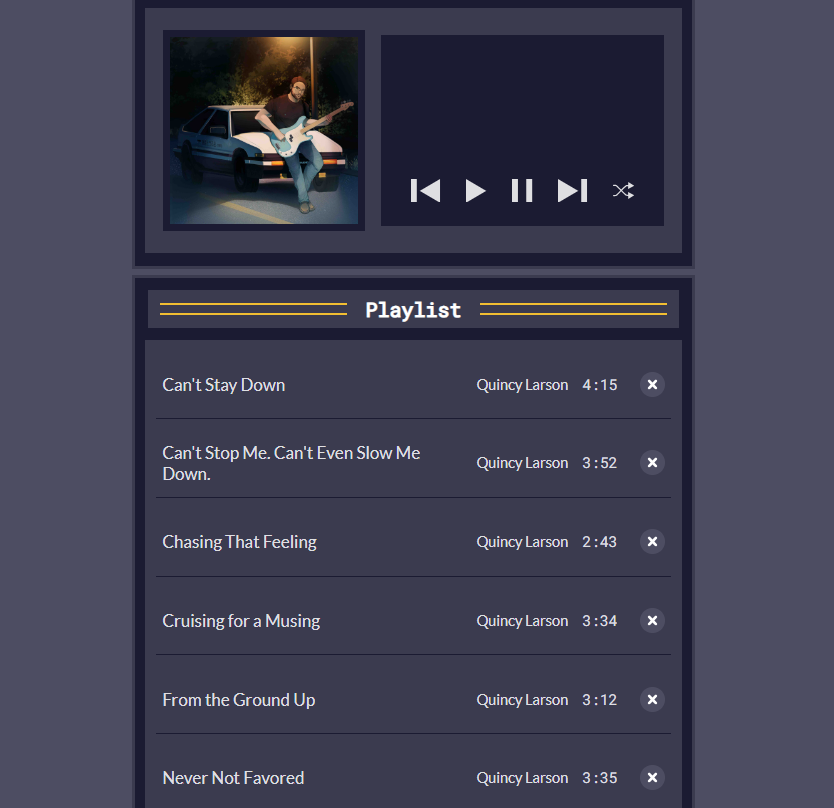 Playlist
Can't Stay Down Quincy Larson 4:15
Can't Stop Me. Can't Even Slow Me
Down. Quincy Larson 3:52
Chasing That Feeling Quincy Larson 2:43
Cruising for a Musing Quincy Larson 3:34
From the Ground Up Quincy Larson 3:12
Never Not Favored Quincy Larson 3:35